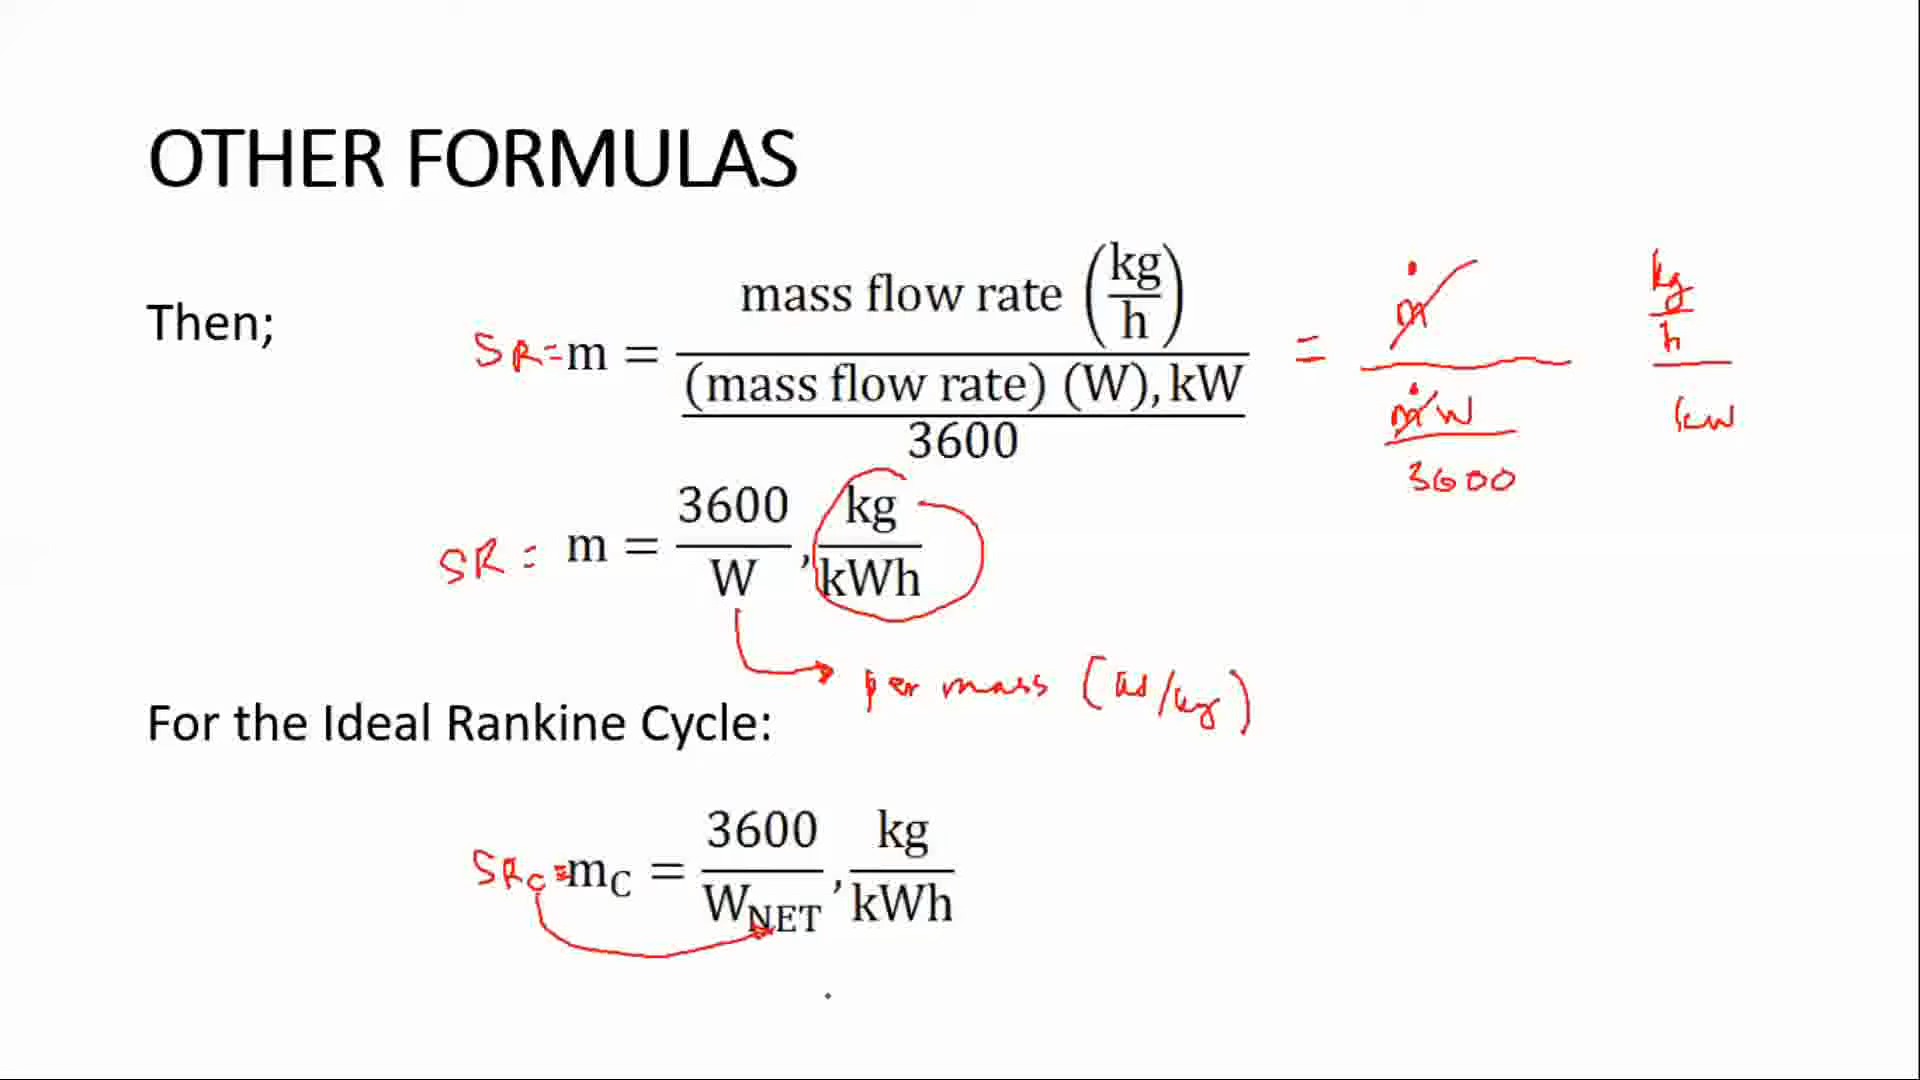 OTHER FORMULAS
Then; SR = m = mass flow rate (kg/h) / ((mass flow rate) (W), kW / 3600) = ṁ / (ṁW / 3600) kg/h / kW
SR = m = 3600/W , kg/kWh
per mass (kJ/kg)
For the Ideal Rankine Cycle:
SRc = mC = 3600/WNET , kg/kWh